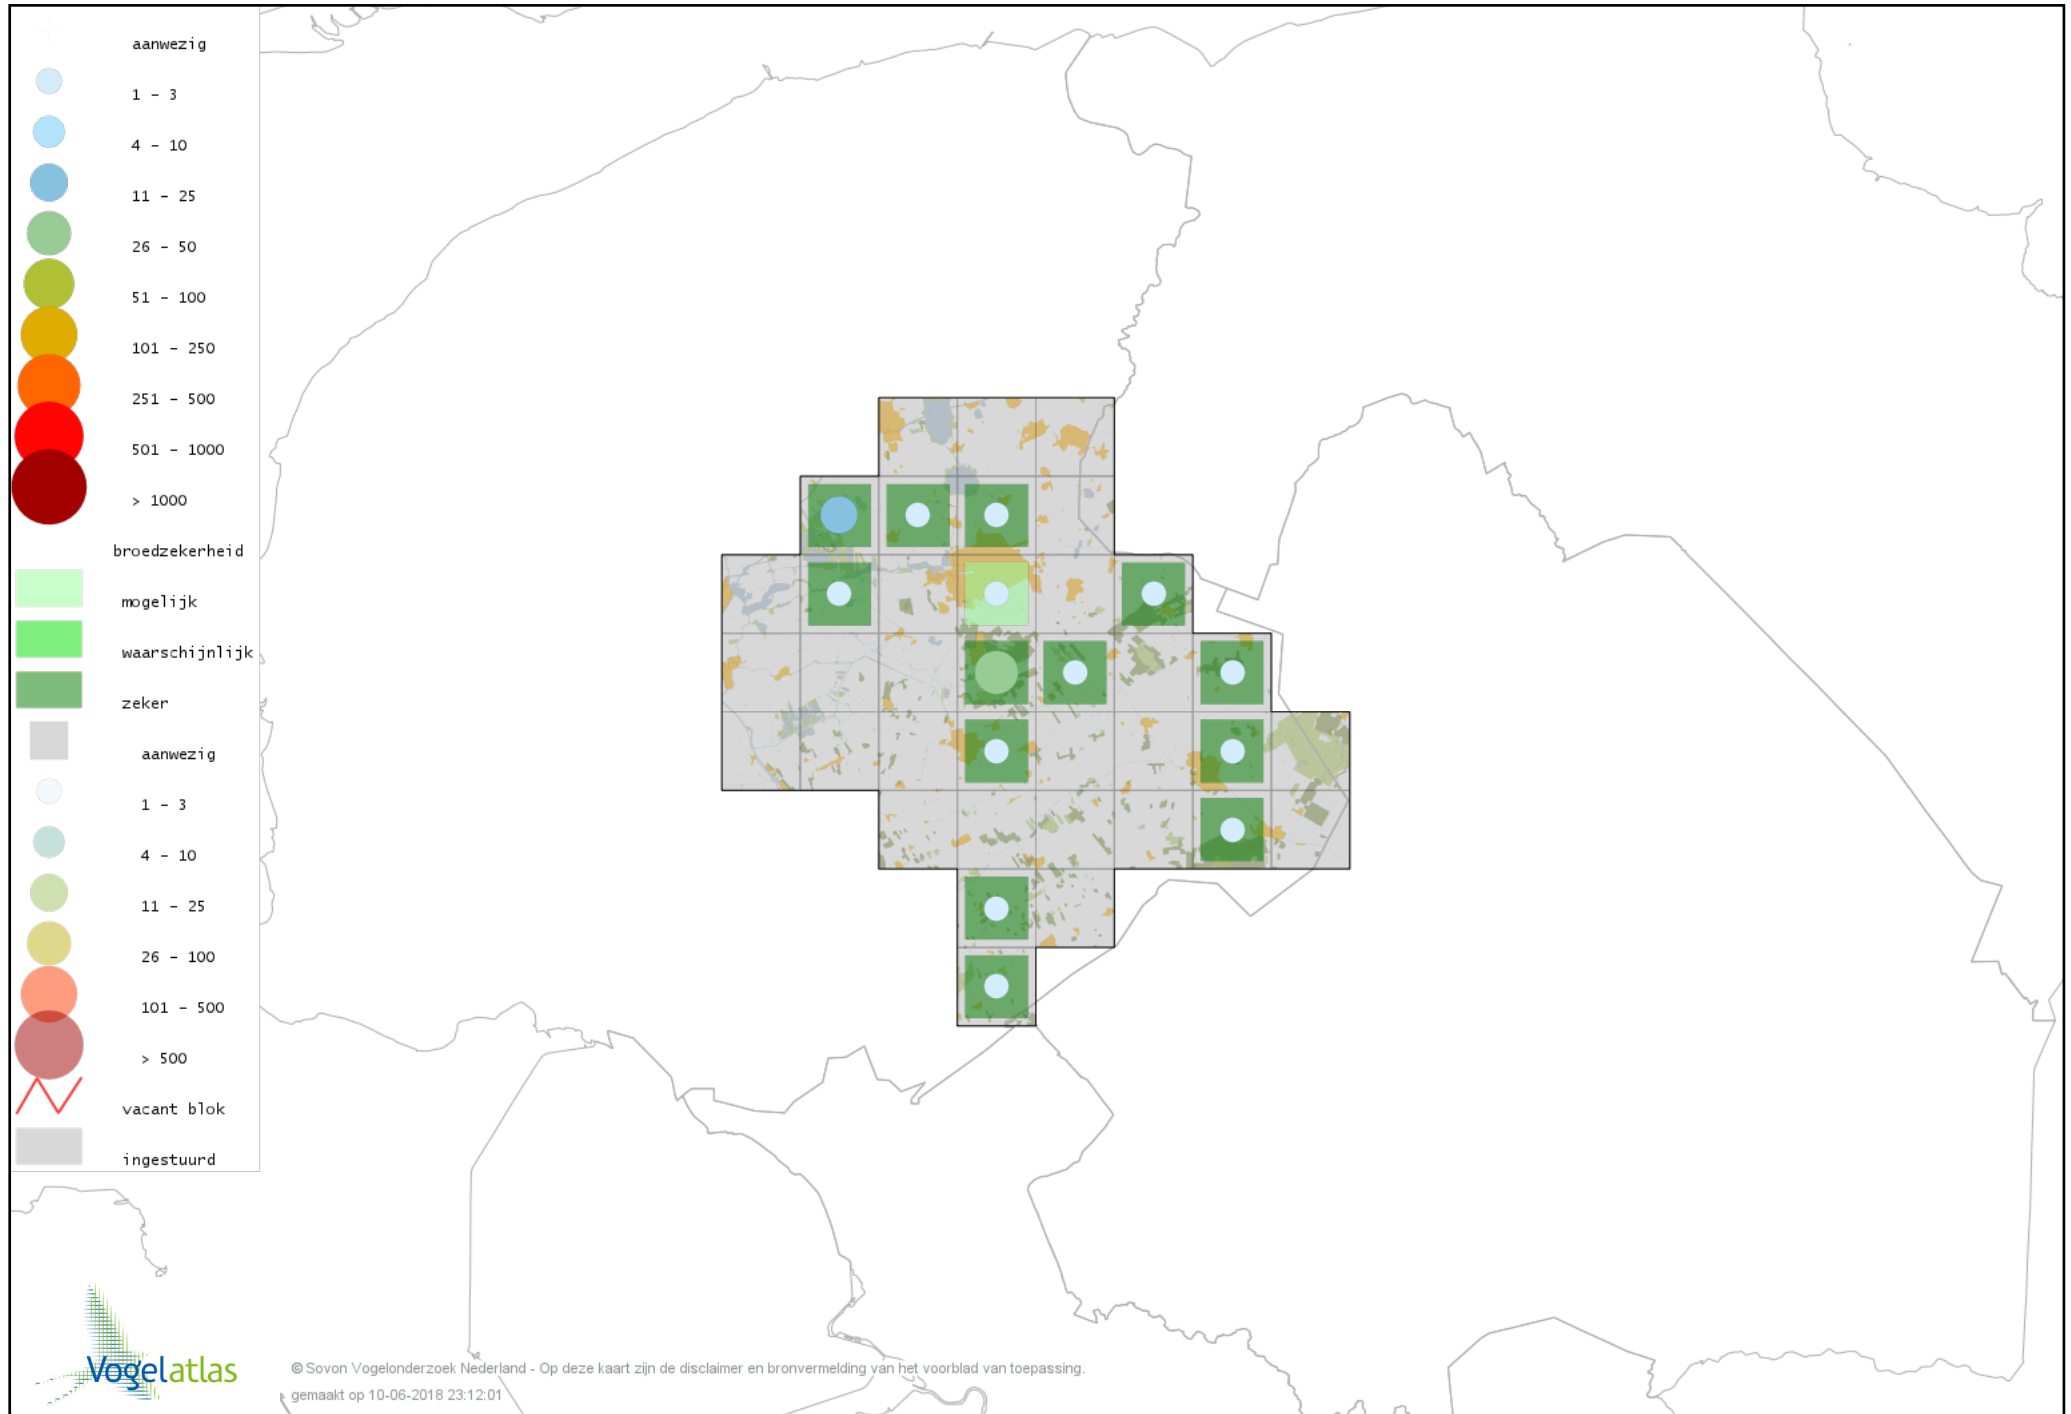 aanwezig
1 - 3
4 - 10
11 - 25
26 - 50
51 - 100
101 - 250
251 - 500
501 - 1000
> 1000
broedzekerheid
mogelijk
waarschijnlijk
zeker
aanwezig
1 - 3
4 - 10
11 - 25
26 - 100
101 - 500
> 500
vacant blok
ingestuurd
Vogelatlas
© Sovon Vogelonderzoek Nederland - Op deze kaart zijn de disclaimer en bronvermelding van het voorblad van toepassing.
gemaakt op 10-06-2018 23:12:01